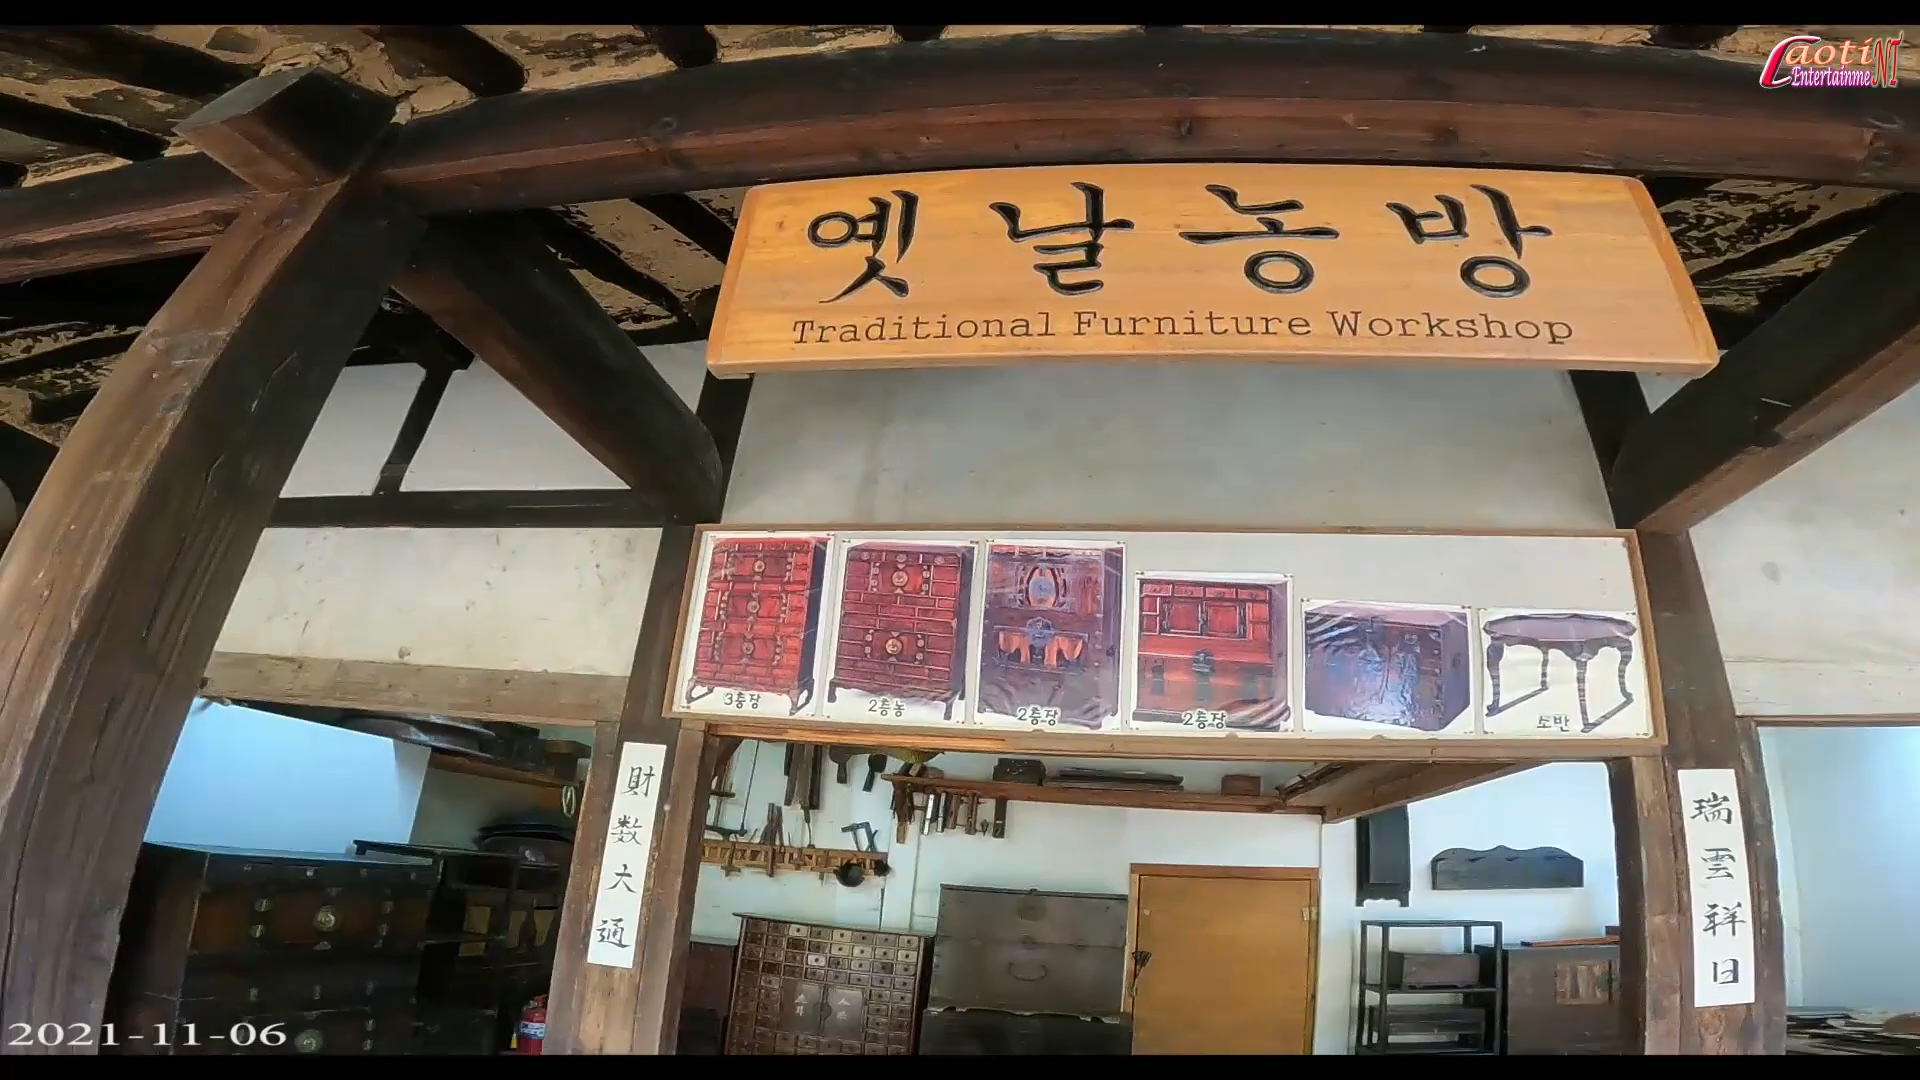 Caoti
EntertainmeNT
옛날농방
Traditional Furniture Workshop
3층장
2층농
2층장
2층장
소반
財数大通
瑞雲祥日
2021-11-06